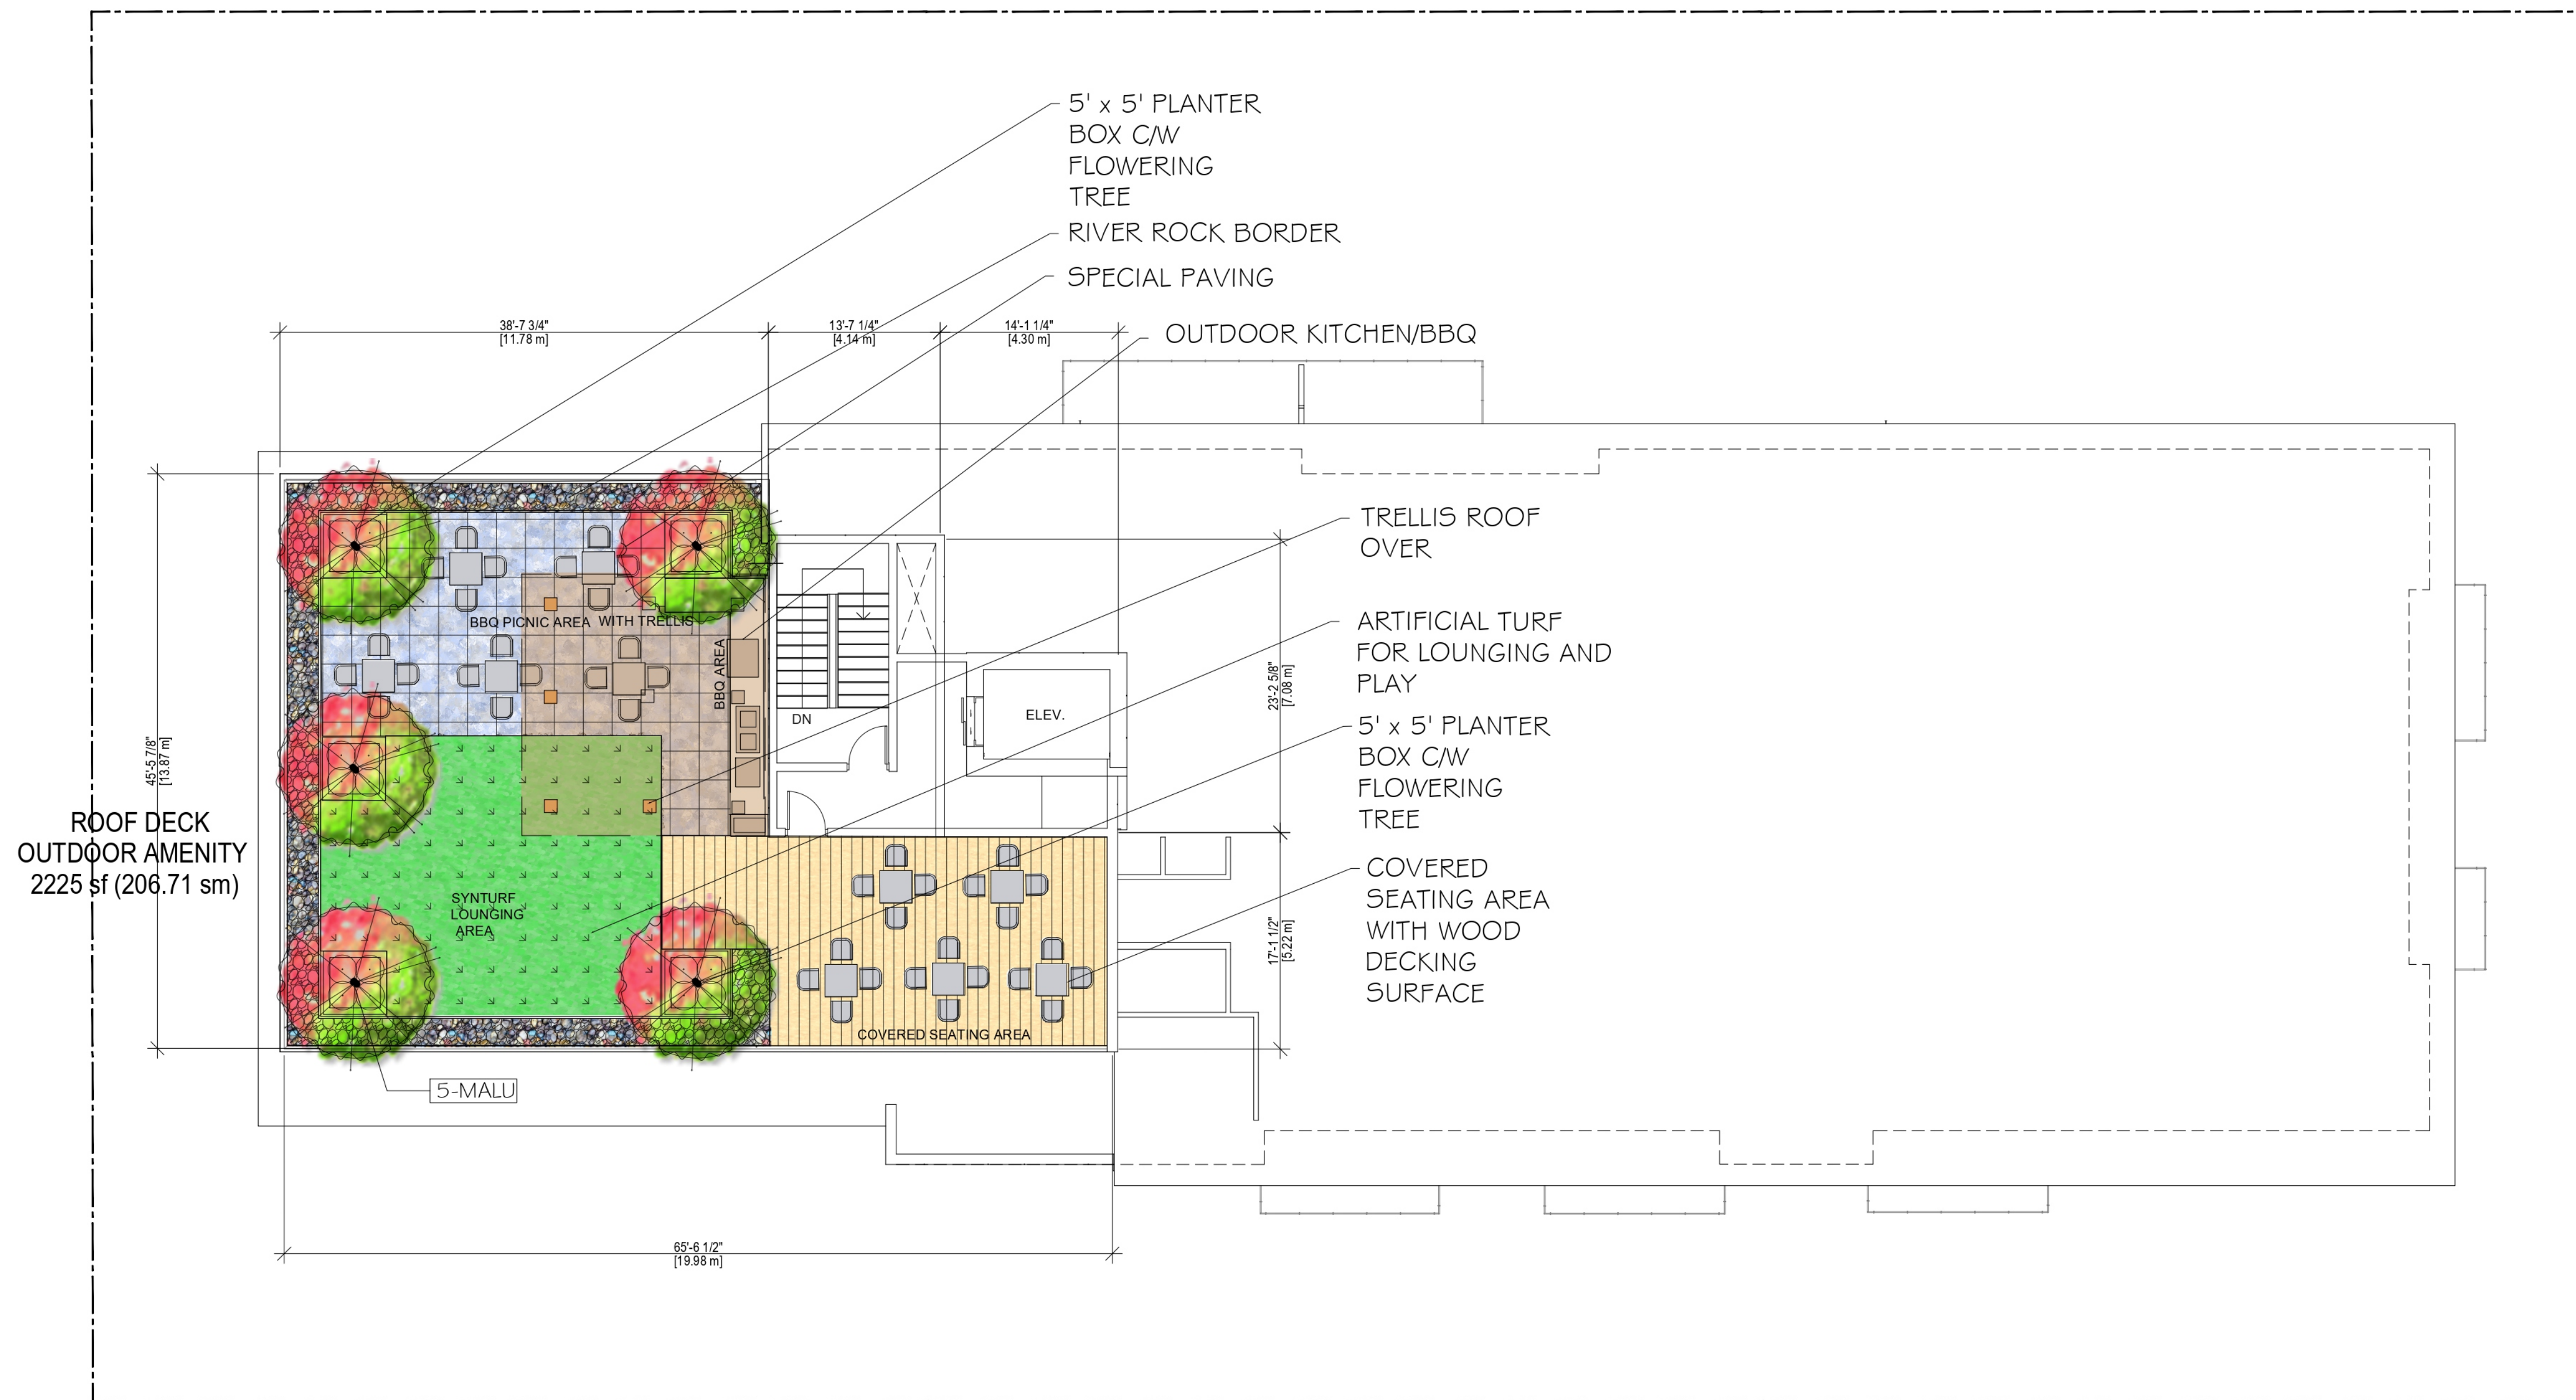 5' x 5' PLANTER
BOX C/W
FLOWERING
TREE
RIVER ROCK BORDER
SPECIAL PAVING
OUTDOOR KITCHEN/BBQ
38'-7 3/4"
[11.78 m]
13'-7 1/4"
[4.14 m]
14'-1 1/4"
[4.30 m]
TRELLIS ROOF
OVER
ARTIFICIAL TURF
FOR LOUNGING AND
PLAY
5' x 5' PLANTER
BOX C/W
FLOWERING
TREE
COVERED
SEATING AREA
WITH WOOD
DECKING
SURFACE
BBQ PICNIC AREA WITH TRELLIS
BBQ AREA
DN
ELEV.
23'-2 5/8"
[7.08 m]
45'-5 7/8"
[13.87 m]
ROOF DECK
OUTDOOR AMENITY
2225 sf (206.71 sm)
SYNTURF
LOUNGING
AREA
17'-1 1/2"
[5.22 m]
COVERED SEATING AREA
5-MALU
65'-6 1/2"
[19.98 m]